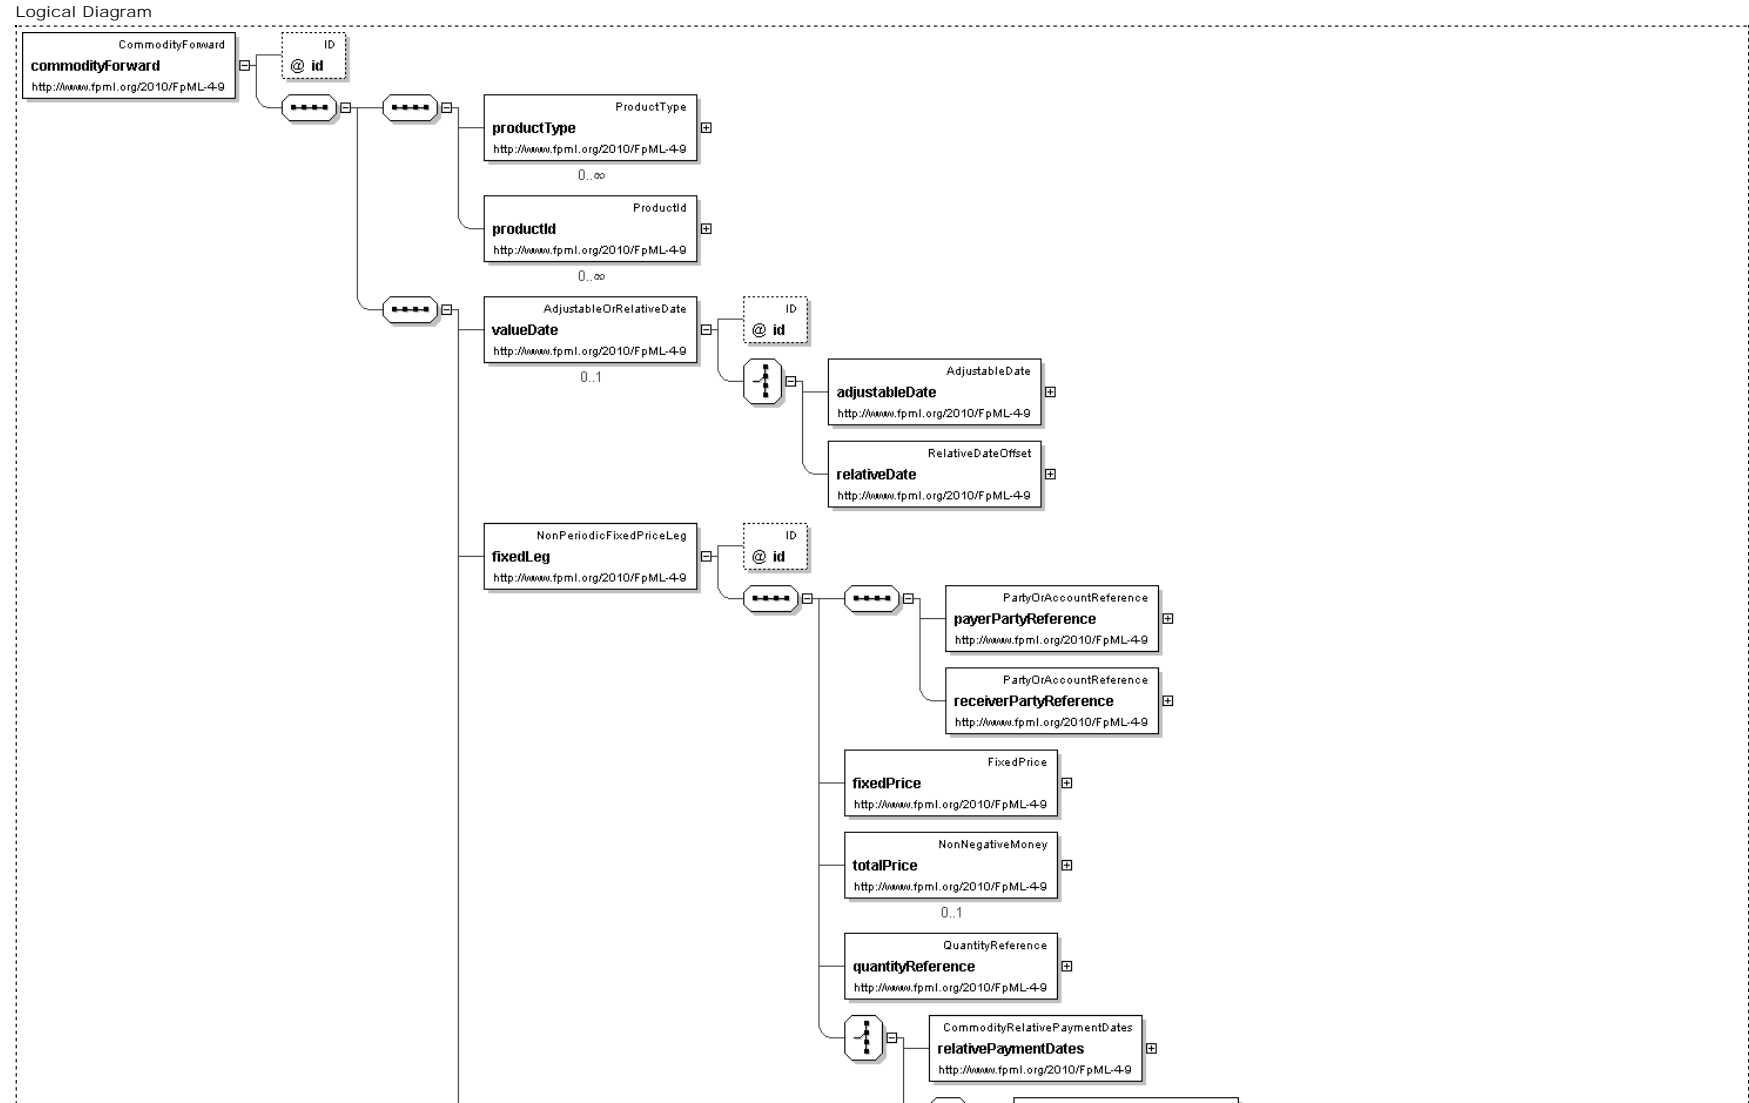 Logical Diagram
CommodityForward
commodityForward
http://www.fpml.org/2010/FpML-4-9
ID
@ id
ProductType
productType
http://www.fpml.org/2010/FpML-4-9
0..∞
ProductId
productId
http://www.fpml.org/2010/FpML-4-9
0..∞
AdjustableOrRelativeDate
valueDate
http://www.fpml.org/2010/FpML-4-9
0..1
ID
@ id
AdjustableDate
adjustableDate
http://www.fpml.org/2010/FpML-4-9
RelativeDateOffset
relativeDate
http://www.fpml.org/2010/FpML-4-9
NonPeriodicFixedPriceLeg
fixedLeg
http://www.fpml.org/2010/FpML-4-9
ID
@ id
PartyOrAccountReference
payerPartyReference
http://www.fpml.org/2010/FpML-4-9
PartyOrAccountReference
receiverPartyReference
http://www.fpml.org/2010/FpML-4-9
FixedPrice
fixedPrice
http://www.fpml.org/2010/FpML-4-9
NonNegativeMoney
totalPrice
http://www.fpml.org/2010/FpML-4-9
0..1
QuantityReference
quantityReference
http://www.fpml.org/2010/FpML-4-9
CommodityRelativePaymentDates
relativePaymentDates
http://www.fpml.org/2010/FpML-4-9